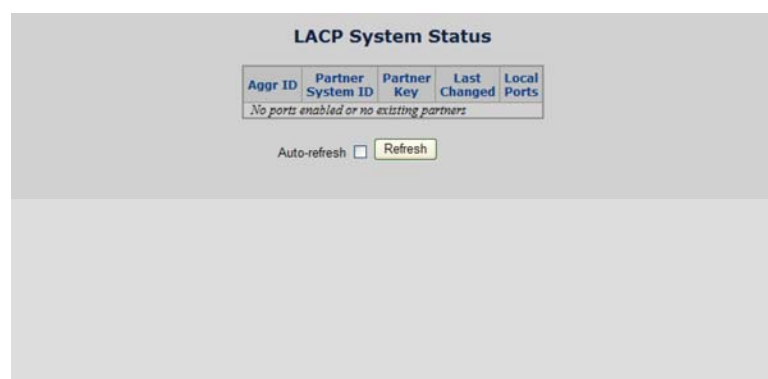 LACP System Status
Aggr ID Partner System ID Partner Key Last Changed Local Ports
No ports enabled or no existing partners
Auto-refresh Refresh